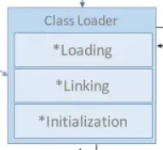 Class Loader
*Loading
*Linking
*Initialization